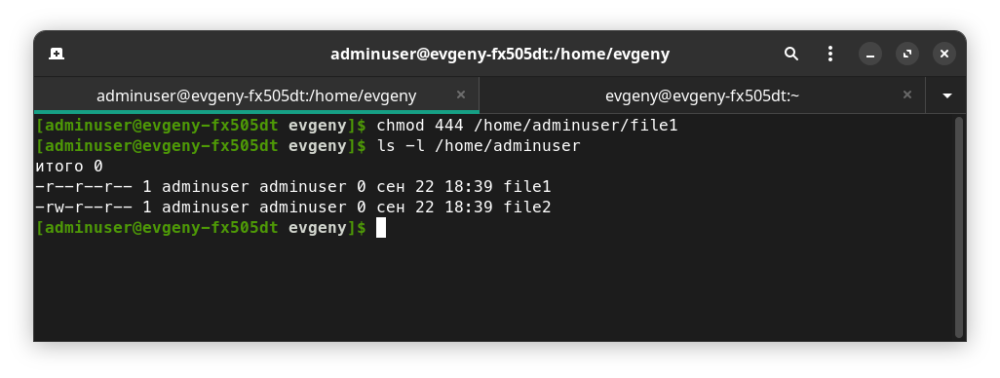 adminuser@evgeny-fx505dt:/home/evgeny
adminuser@evgeny-fx505dt:/home/evgeny
evgeny@evgeny-fx505dt:~
[adminuser@evgeny-fx505dt evgeny]$ chmod 444 /home/adminuser/file1
[adminuser@evgeny-fx505dt evgeny]$ ls -l /home/adminuser
итого 0
-r--r--r-- 1 adminuser adminuser 0 сен 22 18:39 file1
-rw-r--r-- 1 adminuser adminuser 0 сен 22 18:39 file2
[adminuser@evgeny-fx505dt evgeny]$